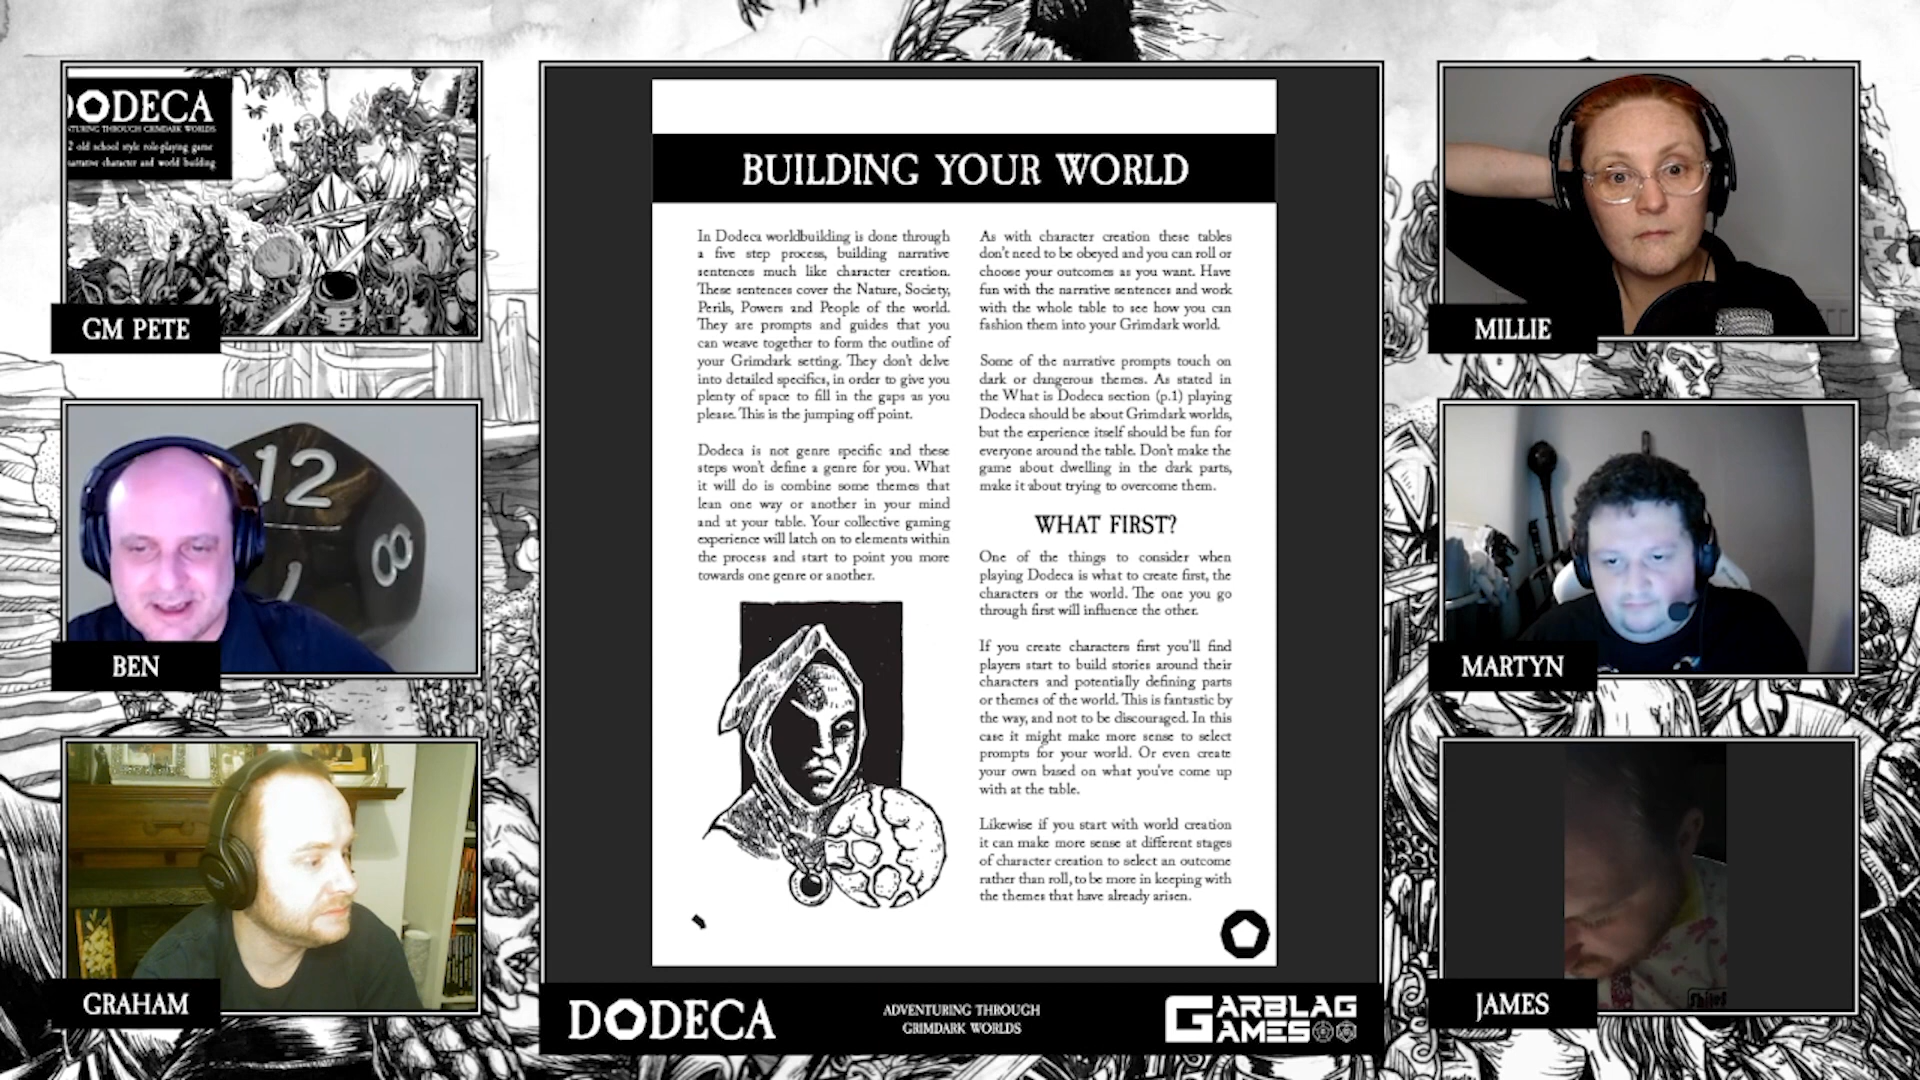 DODECA
TURING THROUGH GRIMDARK WORLDS
2 old school style role-playing game
narrative character and world building
GM PETE
12
8
BEN
GRAHAM
BUILDING YOUR WORLD
In Dodeca worldbuilding is done through
a five step process, building narrative
sentences much like character creation.
These sentences cover the Nature, Society,
Perils, Powers and People of the world.
They are prompts and guides that you
can weave together to form the outline of
your Grimdark setting. They don't delve
into detailed specifics, in order to give you
plenty of space to fill in the gaps as you
please. This is the jumping off point.
Dodeca is not genre specific and these
steps won't define a genre for you. What
it will do is combine some themes that
lean one way or another in your mind
and at your table. Your collective gaming
experience will latch on to elements within
the process and start to point you more
towards one genre or another.
As with character creation these tables
don't need to be obeyed and you can roll or
choose your outcomes as you want. Have
fun with the narrative sentences and work
with the whole table to see how you can
fashion them into your Grimdark world.
Some of the narrative prompts touch on
dark or dangerous themes. As stated in
the What is Dodeca section (p.1) playing
Dodeca should be about Grimdark worlds,
but the experience itself should be fun for
everyone around the table. Don't make the
game about dwelling in the dark parts,
make it about trying to overcome them.
WHAT FIRST?
One of the things to consider when
playing Dodeca is what to create first, the
characters or the world. The one you go
through first will influence the other.
If you create characters first you'll find
players start to build stories around their
characters and potentially defining parts
or themes of the world. This is fantastic by
the way, and not to be discouraged. In this
case it might make more sense to select
prompts for your world. Or even create
your own based on what you've come up
with at the table.
Likewise if you start with world creation
it can make more sense at different stages
of character creation to select an outcome
rather than roll, to be more in keeping with
the themes that have already arisen.
DODECA
ADVENTURING THROUGH
GRIMDARK WORLDS
GARBLAG
GAMES
MILLIE
MARTYN
JAMES